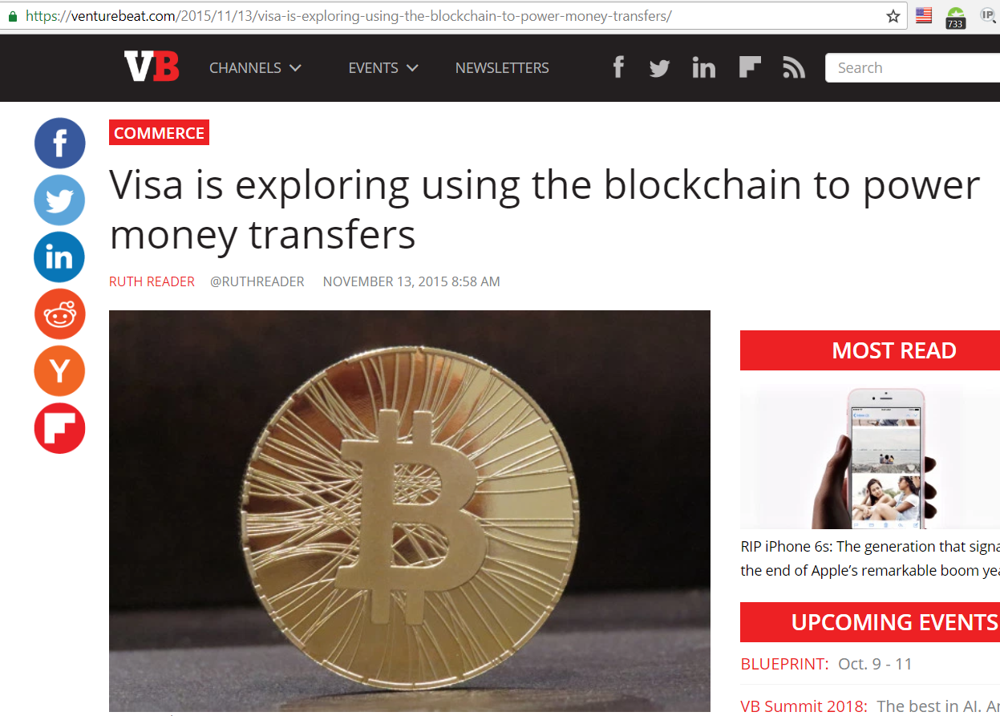 https://venturebeat.com/2015/11/13/visa-is-exploring-using-the-blockchain-to-power-money-transfers/
733
IP
VB
CHANNELS
EVENTS
NEWSLETTERS
Search
COMMERCE
Visa is exploring using the blockchain to power
money transfers
RUTH READER @RUTHREADER NOVEMBER 13, 2015 8:58 AM
MOST READ
RIP iPhone 6s: The generation that signa
the end of Apple’s remarkable boom yea
UPCOMING EVENTS
BLUEPRINT: Oct. 9 - 11
VB Summit 2018: The best in AI. A